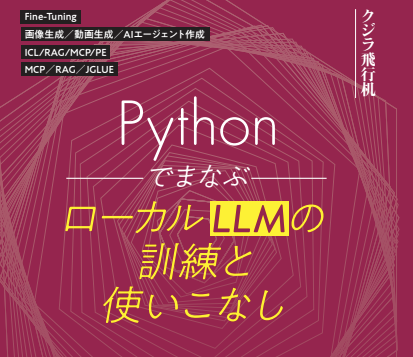 Fine-Tuning
画像生成／動画生成／AIエージェント作成
ICL/RAG/MCP/PE
MCP／RAG／JGLUE
クジラ飛行机
Python
でまなぶ
ローカルLLMの
訓練と
使いこなし